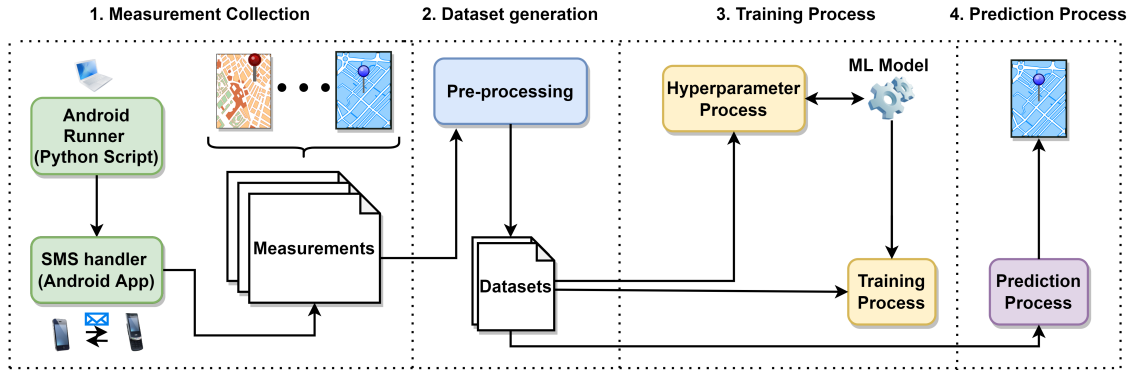 1. Measurement Collection
2. Dataset generation
3. Training Process
4. Prediction Process
Android
Runner
(Python Script)
SMS handler
(Android App)
Measurements
Pre-processing
Datasets
Hyperparameter
Process
ML Model
Training
Process
Prediction
Process